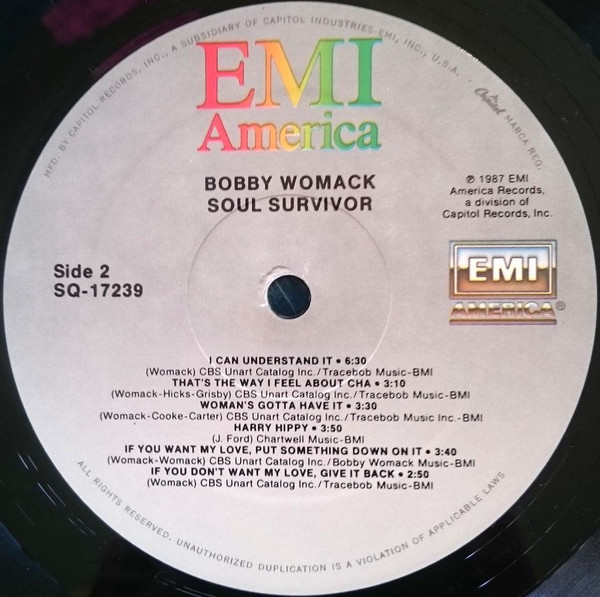 MFD. BY CAPITOL RECORDS, INC., A SUBSIDIARY OF CAPITOL INDUSTRIES-EMI, INC., U.S.A. • Capitol MARCA REG.
EMI
America
BOBBY WOMACK
SOUL SURVIVOR
℗ 1987 EMI
America Records,
a division of
Capitol Records, Inc.
Side 2
SQ-17239
EMI
AMERICA®
I CAN UNDERSTAND IT • 6:30
(Womack) CBS Unart Catalog Inc./Tracebob Music-BMI
THAT'S THE WAY I FEEL ABOUT CHA • 3:10
(Womack-Hicks-Grisby) CBS Unart Catalog Inc./Tracebob Music-BMI
WOMAN'S GOTTA HAVE IT • 3:30
(Womack-Cooke-Carter) CBS Unart Catalog Inc./Tracebob Music Inc.-BMI
HARRY HIPPY • 3:50
(J. Ford) Chartwell Music-BMI
IF YOU WANT MY LOVE, PUT SOMETHING DOWN ON IT • 3:40
(Womack-Womack) CBS Unart Catalog Inc./Bobby Womack Music-BMI
IF YOU DON'T WANT MY LOVE, GIVE IT BACK • 2:50
(Womack) CBS Unart Catalog Inc./Tracebob Music-BMI
ALL RIGHTS RESERVED. UNAUTHORIZED DUPLICATION IS A VIOLATION OF APPLICABLE LAWS